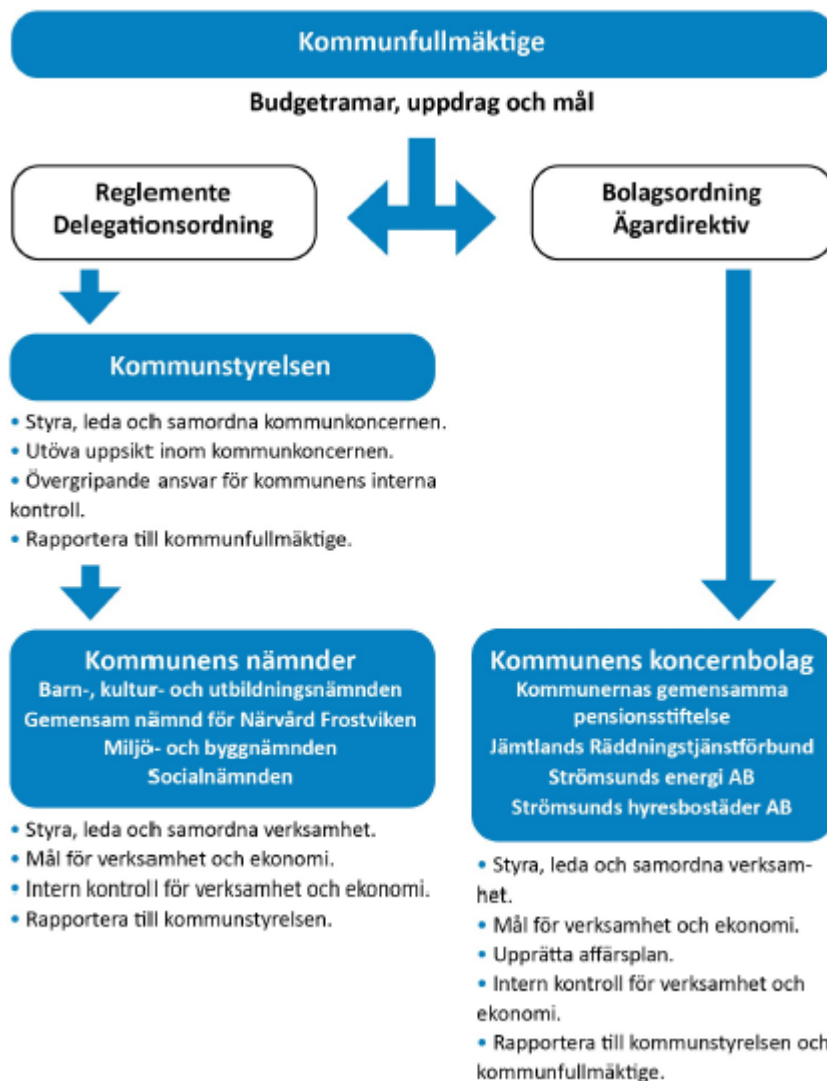 Kommunfullmäktige
Budgetramar, uppdrag och mål
Reglemente
Delegationsordning
Bolagsordning
Ägardirektiv
Kommunstyrelsen
• Styra, leda och samordna kommunkoncernen.
• Utöva uppsikt inom kommunkoncernen.
• Övergripande ansvar för kommunens interna
kontroll.
• Rapportera till kommunfullmäktige.
Kommunens nämnder
Barn-, kultur- och utbildningsnämnden
Gemensam nämnd för Närvård Frostviken
Miljö- och byggnämnden
Socialnämnden
• Styra, leda och samordna verksamhet.
• Mål för verksamhet och ekonomi.
• Intern kontroll för verksamhet och ekonomi.
• Rapportera till kommunstyrelsen.
Kommunens koncernbolag
Kommunernas gemensamma
pensionsstiftelse
Jämtlands Räddningstjänstförbund
Strömsunds energi AB
Strömsunds hyresbostäder AB
• Styra, leda och samordna verksam-
het.
• Mål för verksamhet och ekonomi.
• Upprätta affärsplan.
• Intern kontroll för verksamhet och
ekonomi.
• Rapportera till kommunstyrelsen och
kommunfullmäktige.